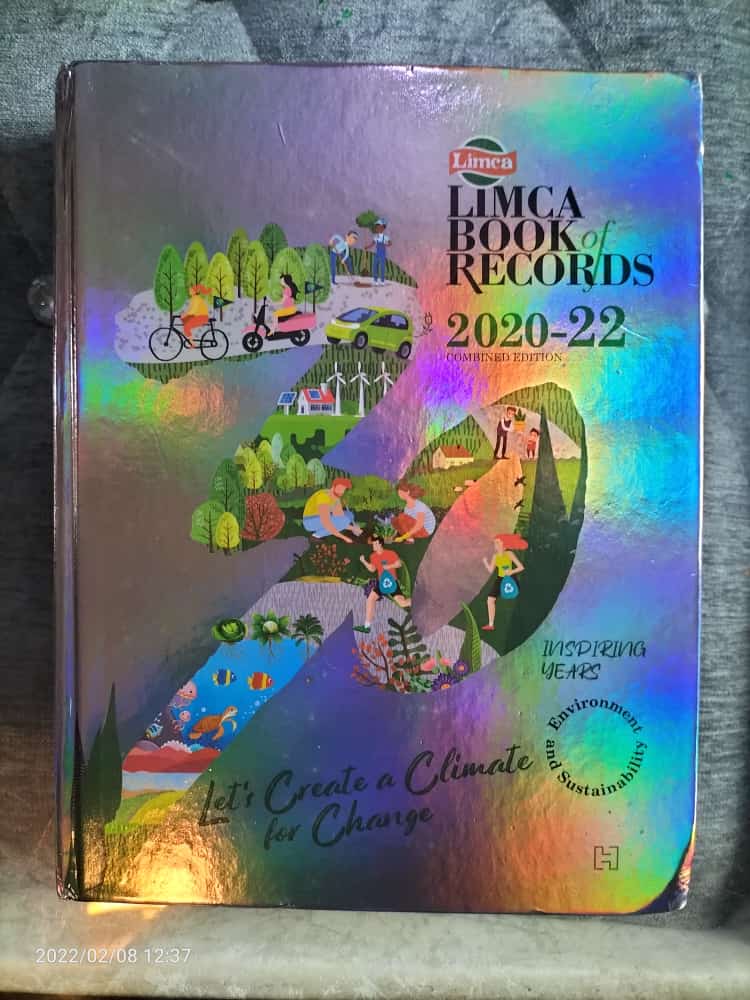 Limca
LIMCA
BOOK of
RECORDS
2020-22
COMBINED EDITION
30
INSPIRING
YEARS
Environment
and Sustainability
Let's Create a Climate
for Change
H
2022/02/08 12:37